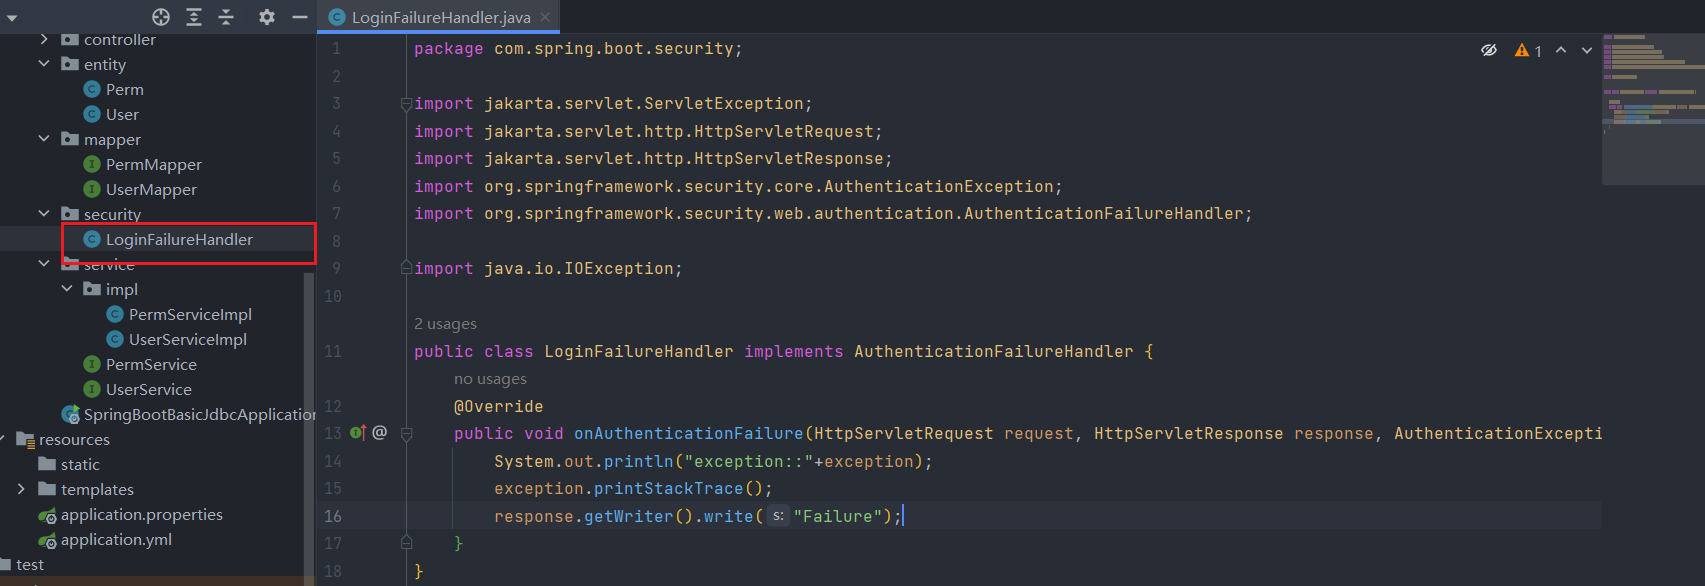 controller
entity
Perm
User
mapper
PermMapper
UserMapper
security
LoginFailureHandler
service
impl
PermServiceImpl
UserServiceImpl
PermService
UserService
SpringBootBasicJdbcApplication
resources
static
templates
application.properties
application.yml
test
LoginFailureHandler.java
1
1 package com.spring.boot.security;
2
3 import jakarta.servlet.ServletException;
4 import jakarta.servlet.http.HttpServletRequest;
5 import jakarta.servlet.http.HttpServletResponse;
6 import org.springframework.security.core.AuthenticationException;
7 import org.springframework.security.web.authentication.AuthenticationFailureHandler;
8
9 import java.io.IOException;
10
2 usages
11 public class LoginFailureHandler implements AuthenticationFailureHandler {
no usages
12 @Override
13 public void onAuthenticationFailure(HttpServletRequest request, HttpServletResponse response, AuthenticationExcepti
14 System.out.println("exception::"+exception);
15 exception.printStackTrace();
16 response.getWriter().write( s: "Failure");
17 }
18 }